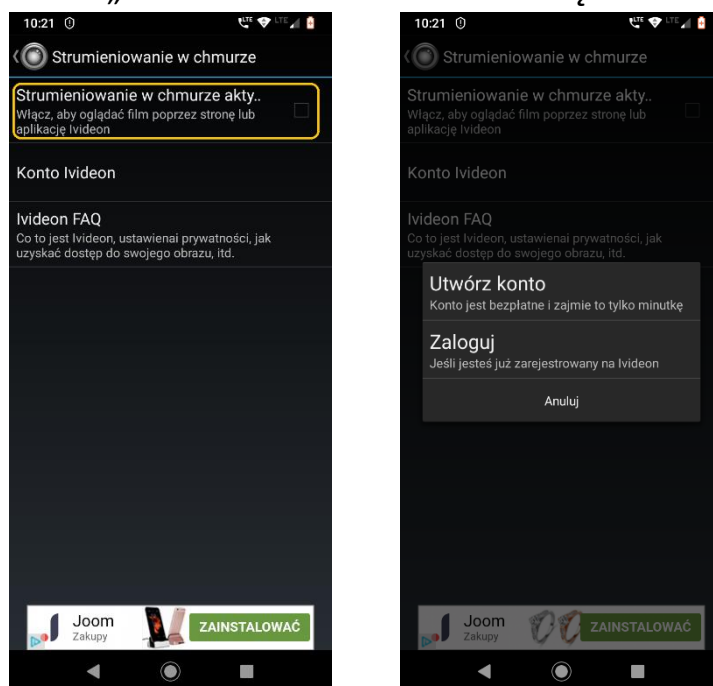 „
10:21 LTE LTE
Strumieniowanie w chmurze
Strumieniowanie w chmurze akty..
Włącz, aby oglądać film poprzez stronę lub
aplikację Ivideon
Konto Ivideon
Ivideon FAQ
Co to jest Ivideon, ustawienai prywatności, jak
uzyskać dostęp do swojego obrazu, itd.
Joom
Zakupy
ZAINSTALOWAĆ
10:21 LTE LTE
Strumieniowanie w chmurze
Strumieniowanie w chmurze akty..
Włącz, aby oglądać film poprzez stronę lub
aplikację Ivideon
Konto Ivideon
Ivideon FAQ
Co to jest Ivideon, ustawienai prywatności, jak
uzyskać dostęp do swojego obrazu, itd.
Utwórz konto
Konto jest bezpłatne i zajmie to tylko minutkę
Zaloguj
Jeśli jesteś już zarejestrowany na Ivideon
Anuluj
Joom
Zakupy
ZAINSTALOWAĆ